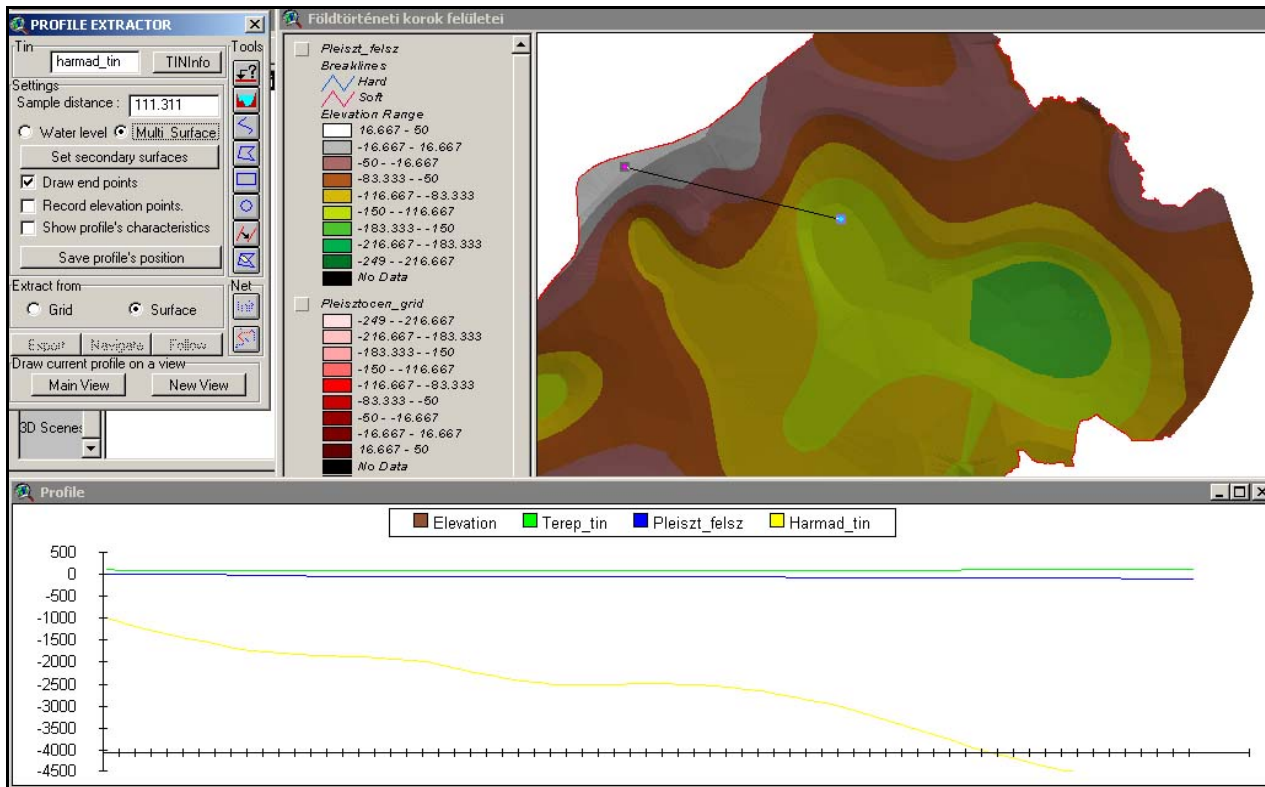 PROFILE EXTRACTOR
Tin
harmad_tin
TINInfo
Tools
Settings
Sample distance :
111.311
Water level
Multi Surface
Set secondary surfaces
Draw end points
Record elevation points.
Show profile's characteristics
Save profile's position
Extract from
Grid
Surface
Net
Export
Navigate
Follow
Draw current profile on a view
Main View
New View
3D Scenes
Földtörténeti korok felületei
Pleiszt_felsz
Breaklines
Hard
Soft
Elevation Range
16.667 - 50
-16.667 - 16.667
-50 - -16.667
-83.333 - -50
-116.667 - -83.333
-150 - -116.667
-183.333 - -150
-216.667 - -183.333
-249 - -216.667
No Data
Pleisztocen_grid
-249 - -216.667
-216.667 - -183.333
-183.333 - -150
-150 - -116.667
-116.667 - -83.333
-83.333 - -50
-50 - -16.667
-16.667 - 16.667
16.667 - 50
No Data
Profile
Elevation
Terep_tin
Pleiszt_felsz
Harmad_tin
500
0
-500
-1000
-1500
-2000
-2500
-3000
-3500
-4000
-4500